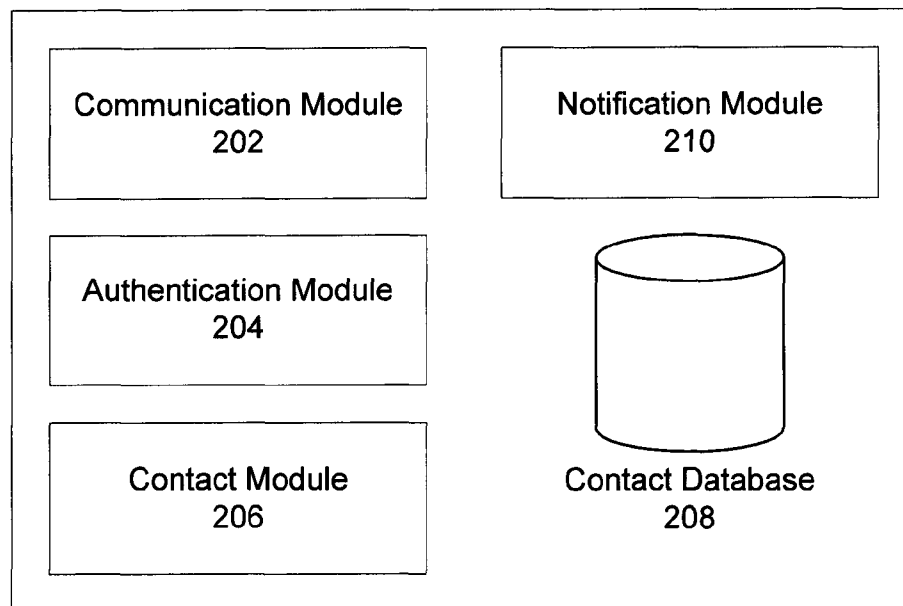 Communication Module
202
Notification Module
210
Authentication Module
204
Contact Module
206
Contact Database
208